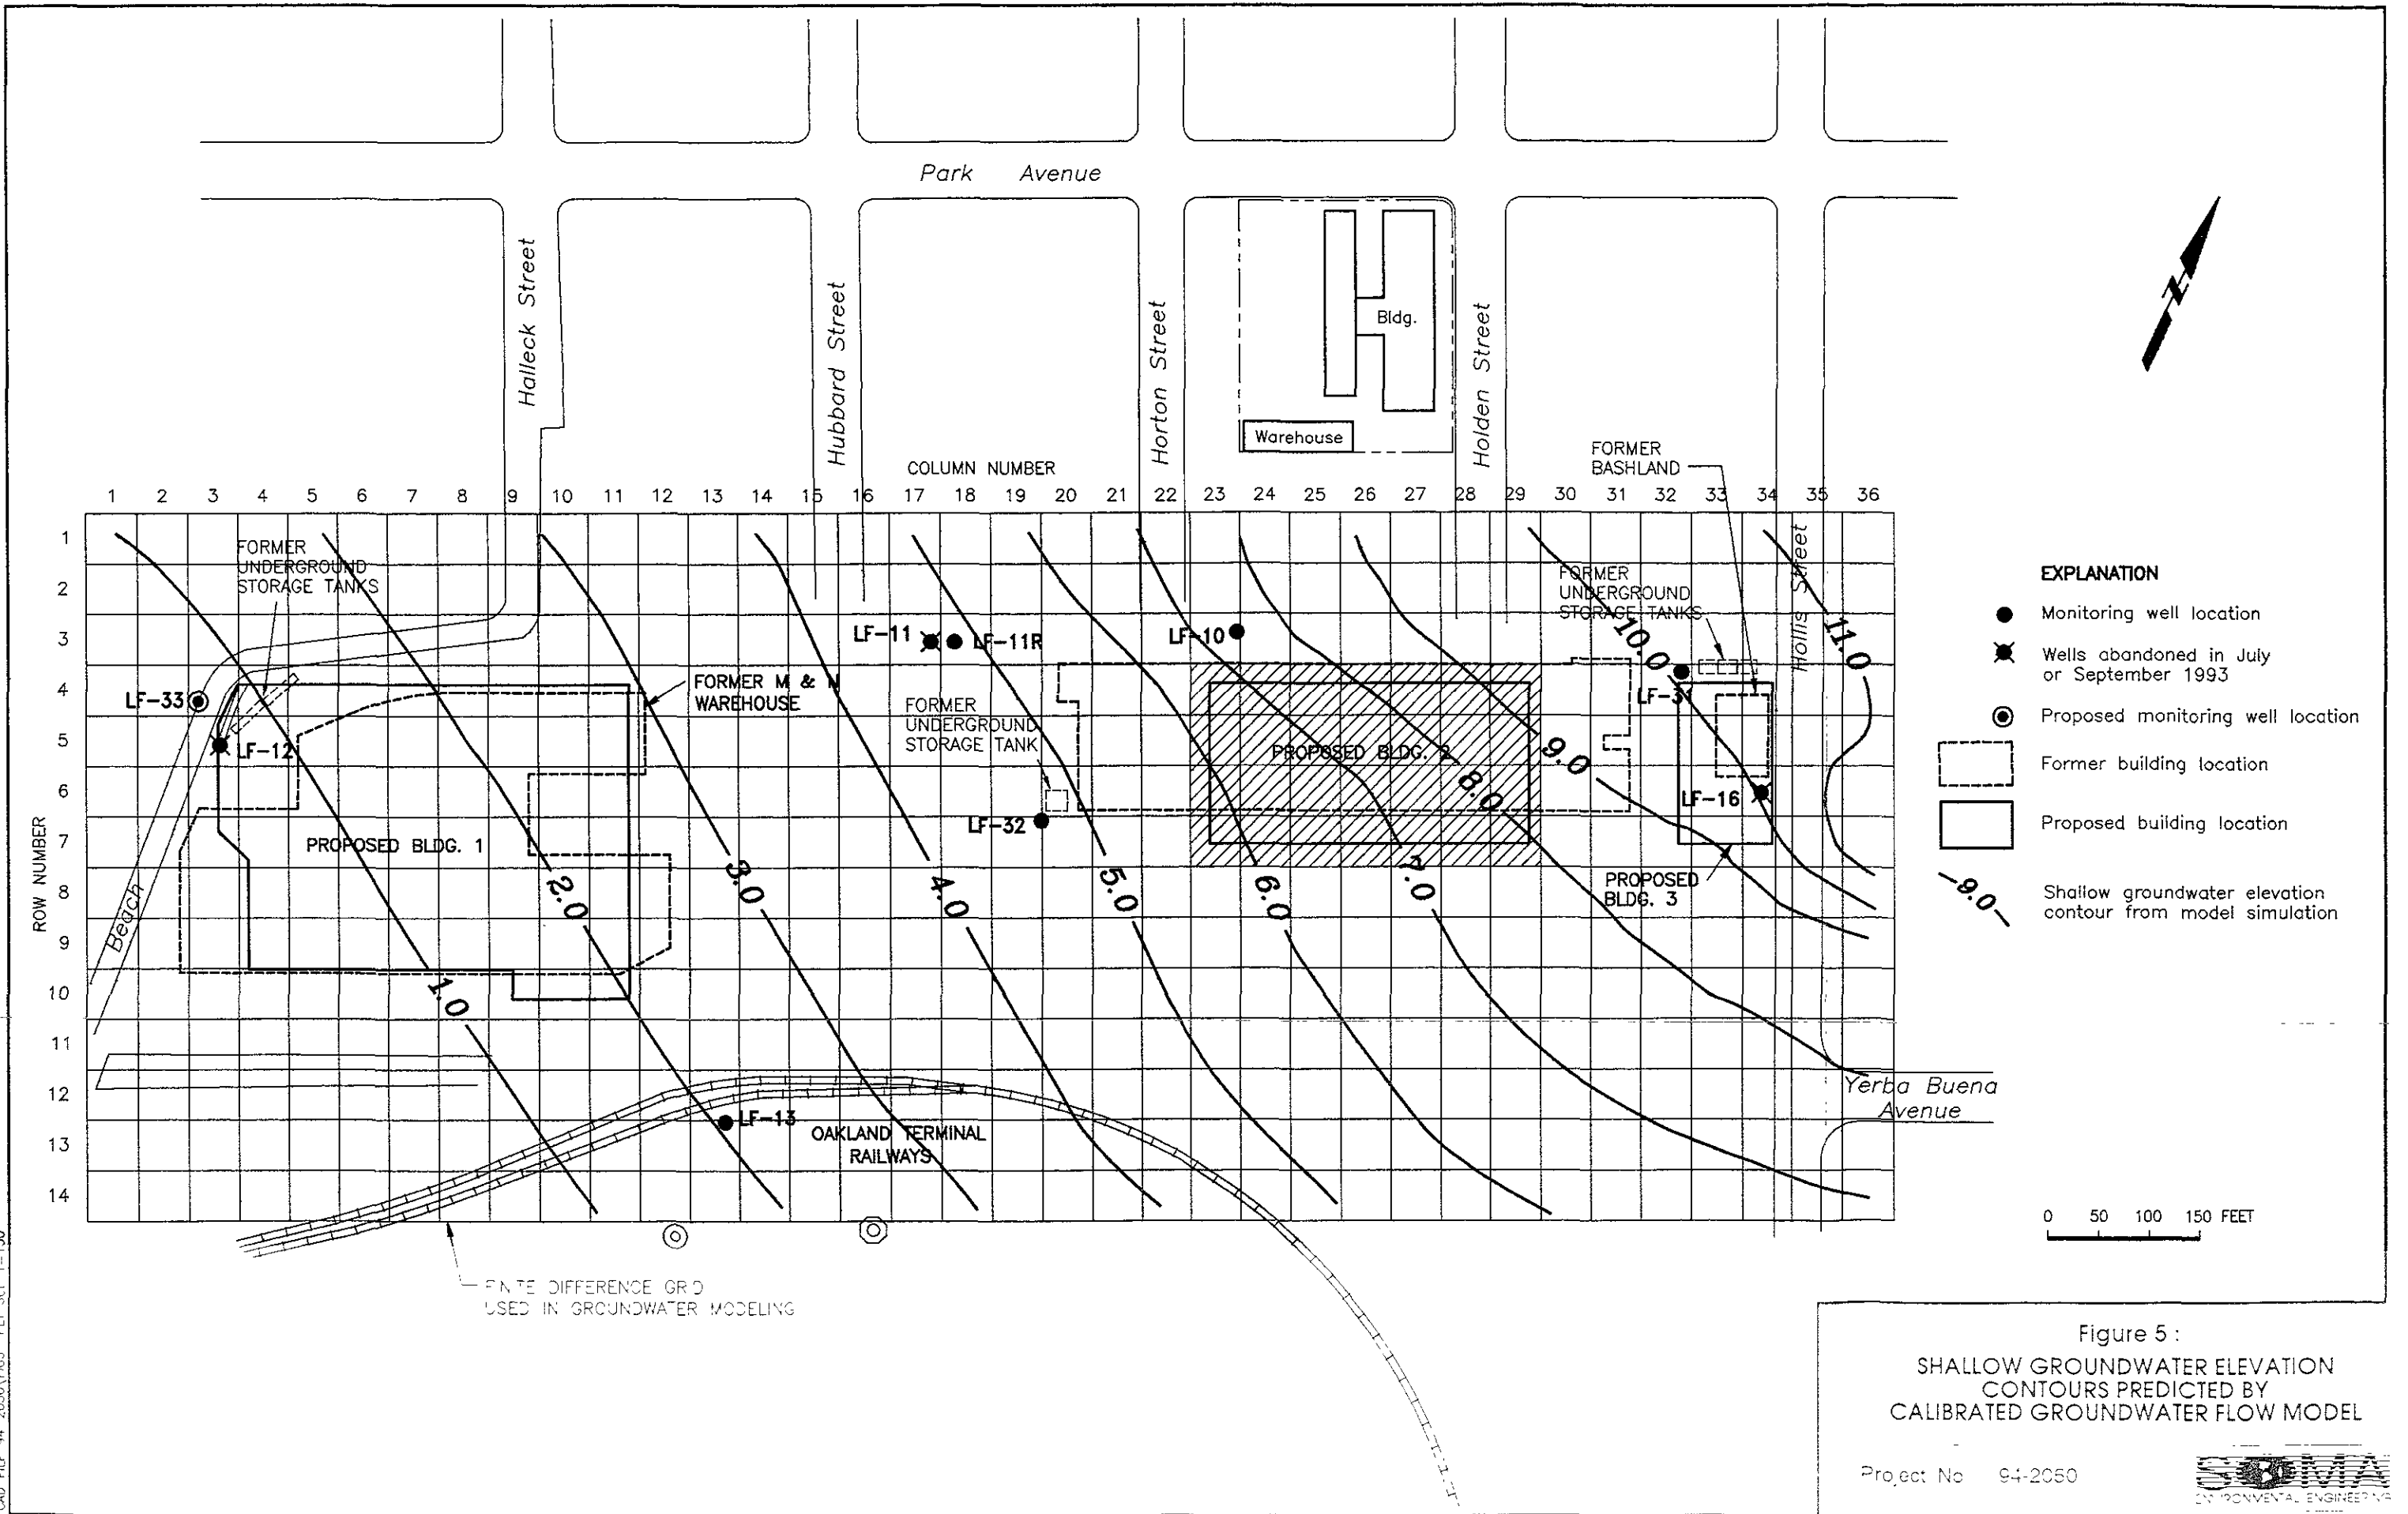 Park Avenue
Halleck Street
Hubbard Street
Horton Street
Holden Street
Hollis Street
Bldg.
Warehouse
FORMER
BASHLAND
COLUMN NUMBER
1 2 3 4 5 6 7 8 9 10 11 12 13 14 15 16 17 18 19 20 21 22 23 24 25 26 27 28 29 30 31 32 33 34 35 36
ROW NUMBER
1
2
3
4
5
6
7
8
9
10
11
12
13
14
FORMER
UNDERGROUND
STORAGE TANKS
FORMER
UNDERGROUND
STORAGE TANKS
LF-11
LF-11R
LF-10
10.0
11.0
LF-33
LF-12
FORMER M & M
WAREHOUSE
FORMER
UNDERGROUND
STORAGE TANK
LF-32
PROPOSED BLDG. 2
9.0
8.0
LF-31
LF-16
PROPOSED BLDG. 1
PROPOSED
BLDG. 3
Beach
1.0
2.0
3.0
4.0
5.0
6.0
7.0
LF-13
OAKLAND TERMINAL
RAILWAYS
Yerba Buena
Avenue
FINITE DIFFERENCE GRID
USED IN GROUNDWATER MODELING
N
EXPLANATION
Monitoring well location
Wells abandoned in July
or September 1993
Proposed monitoring well location
Former building location
Proposed building location
-9.0-
Shallow groundwater elevation
contour from model simulation
0 50 100 150 FEET
Figure 5 :
SHALLOW GROUNDWATER ELEVATION
CONTOURS PREDICTED BY
CALIBRATED GROUNDWATER FLOW MODEL
Project No 94-2050
SOMA
ENVIRONMENTAL ENGINEERING